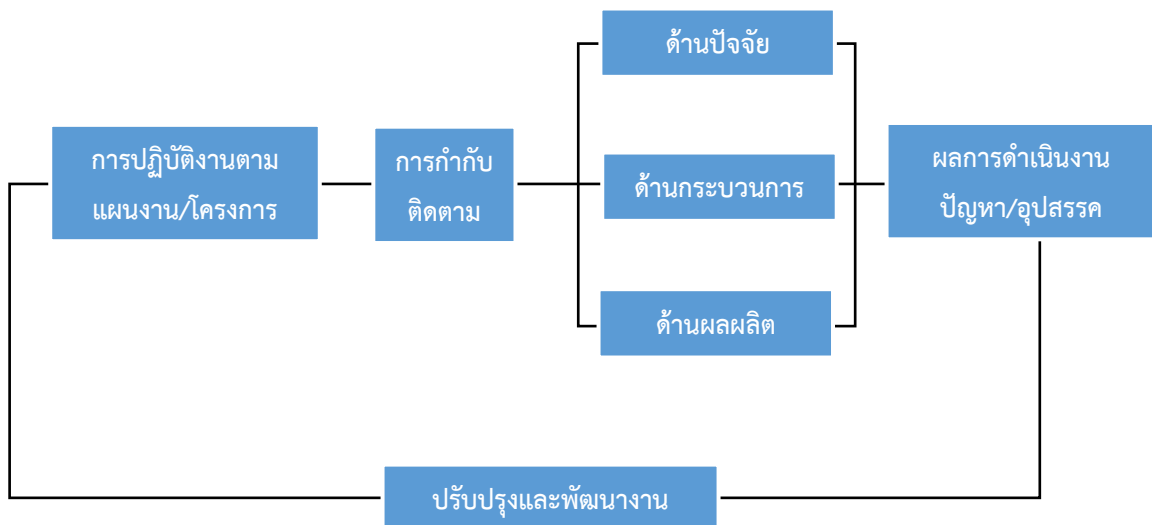 การปฏิบัติงานตาม
แผนงาน/โครงการ
การกำกับ
ติดตาม
ด้านปัจจัย
ด้านกระบวนการ
ด้านผลผลิต
ผลการดำเนินงาน
ปัญหา/อุปสรรค
ปรับปรุงและพัฒนางาน